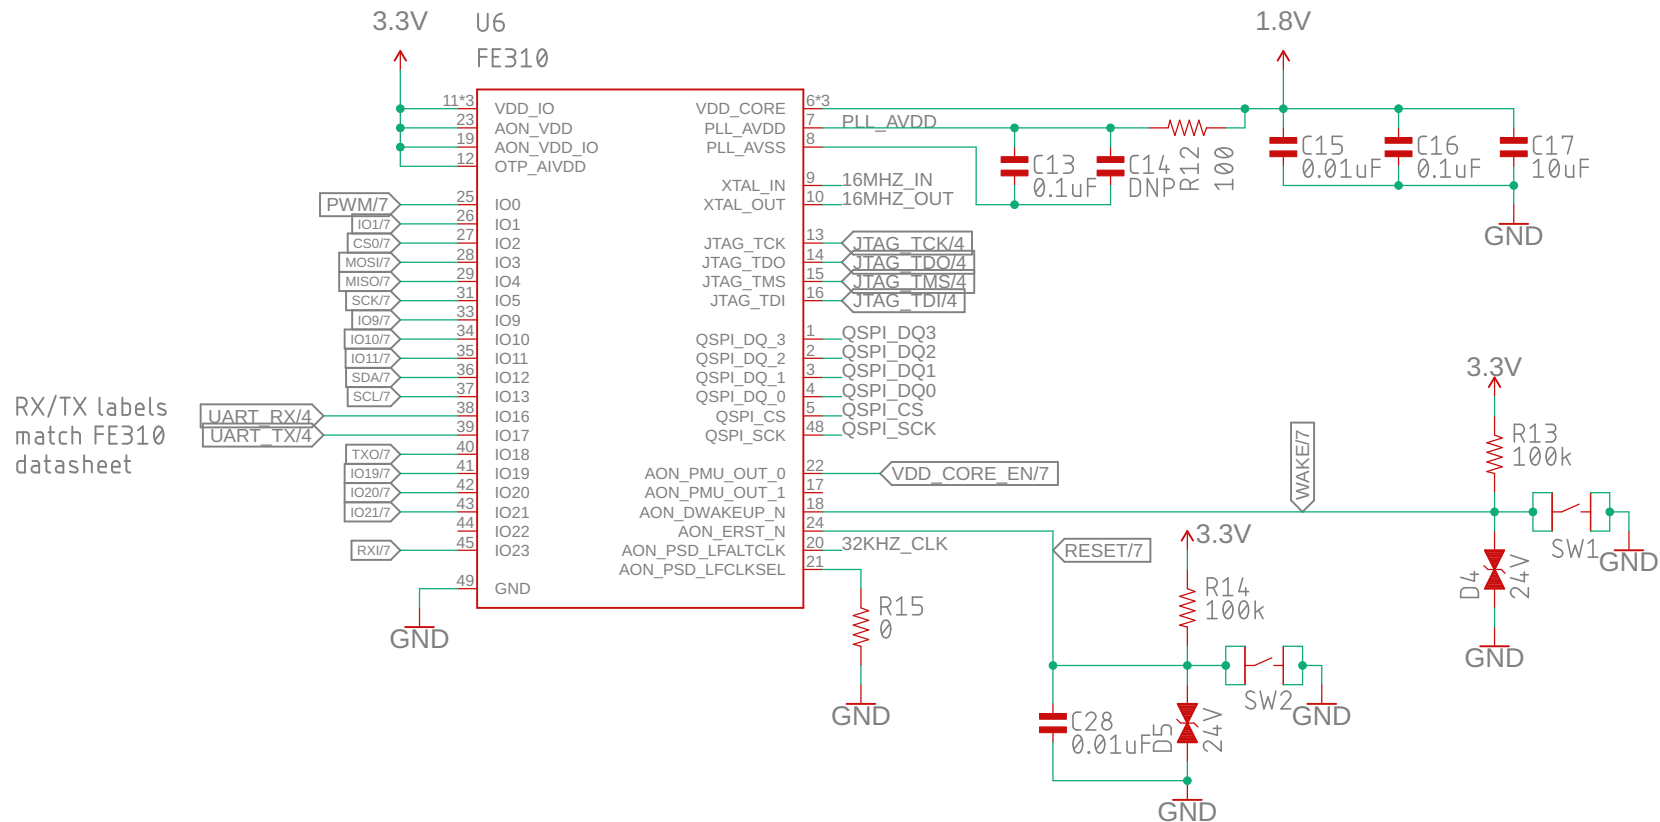 3.3V
U6
FE310
1.8V
11*3
VDD_IO
23
AON_VDD
19
AON_VDD_IO
12
OTP_AIVDD
PWM/7
25
IO0
IO1/7
26
IO1
CS0/7
27
IO2
MOSI/7
28
IO3
MISO/7
29
IO4
SCK/7
31
IO5
IO9/7
33
IO9
IO10/7
34
IO10
IO11/7
35
IO11
SDA/7
36
IO12
SCL/7
37
IO13
RX/TX labels
match FE310
datasheet
UART_RX/4
38
IO16
UART_TX/4
39
IO17
TXO/7
40
IO18
IO19/7
41
IO19
IO20/7
42
IO20
IO21/7
43
IO21
44
IO22
RXI/7
45
IO23
49
GND
GND
VDD_CORE
6*3
PLL_AVDD
7
PLL_AVDD
PLL_AVSS
8
XTAL_IN
9
16MHZ_IN
XTAL_OUT
10
16MHZ_OUT
JTAG_TCK
13
JTAG_TCK/4
JTAG_TDO
14
JTAG_TDO/4
JTAG_TMS
15
JTAG_TMS/4
JTAG_TDI
16
JTAG_TDI/4
QSPI_DQ_3
1
QSPI_DQ3
QSPI_DQ_2
2
QSPI_DQ2
QSPI_DQ_1
3
QSPI_DQ1
QSPI_DQ_0
4
QSPI_DQ0
QSPI_CS
5
QSPI_CS
QSPI_SCK
48
QSPI_SCK
AON_PMU_OUT_0
22
VDD_CORE_EN/7
AON_PMU_OUT_1
17
AON_DWAKEUP_N
18
AON_ERST_N
24
AON_PSD_LFALTCLK
20
32KHZ_CLK
AON_PSD_LFCLKSEL
21
C13
0.1uF
C14
DNP
R12
100
C15
0.01uF
C16
0.1uF
C17
10uF
GND
3.3V
R13
100k
WAKE/7
SW1
GND
D4
24V
GND
RESET/7
3.3V
R14
100k
R15
0
GND
SW2
GND
C28
0.01uF
D5
24V
GND